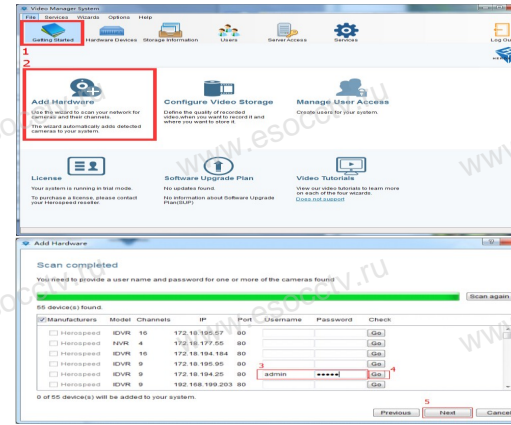 Video Manager System
File Services Wizards Options Help
Getting Started Hardware Devices Storage Information Users Server Access Services Log Ou
1
2
Add Hardware
Use the wizard to scan your network for
cameras and their channels.
The wizard automatically adds detected
cameras to your system.
Configure Video Storage
Define the quality of recorded
video,when you want to record it and
where you want to store it.
Manage User Access
Create users for your system.
License
Your system is running in trial mode.
To purchase a license, please contact
your Herospeed reseller.
Software Upgrade Plan
No updates found.
No information about Software Upgrade
Plan(SUP)
Video Tutorials
View our video tutorials to learn more
on each of the four wizards.
Does not support
www.esocctv.ru
Add Hardware
Scan completed
You need to provide a user name and password for one or more of the cameras found
Scan again
55 device(s) found.
Manufacturers Model Channels IP Port Username Password Check
Herospeed IDVR 16 172.18.195.57 80 Go
Herospeed NVR 4 172.18.177.55 80 Go
Herospeed IDVR 16 172.18.194.184 80 Go
Herospeed IDVR 9 172.18.195.95 80 Go
3
Herospeed IDVR 9 172.18.194.25 80 admin ••••• Go 4
Herospeed IDVR 9 192.168.199.203 80 Go
0 of 55 device(s) will be added to your system.
5
Previous Next Cancel
www.esocctv.ru